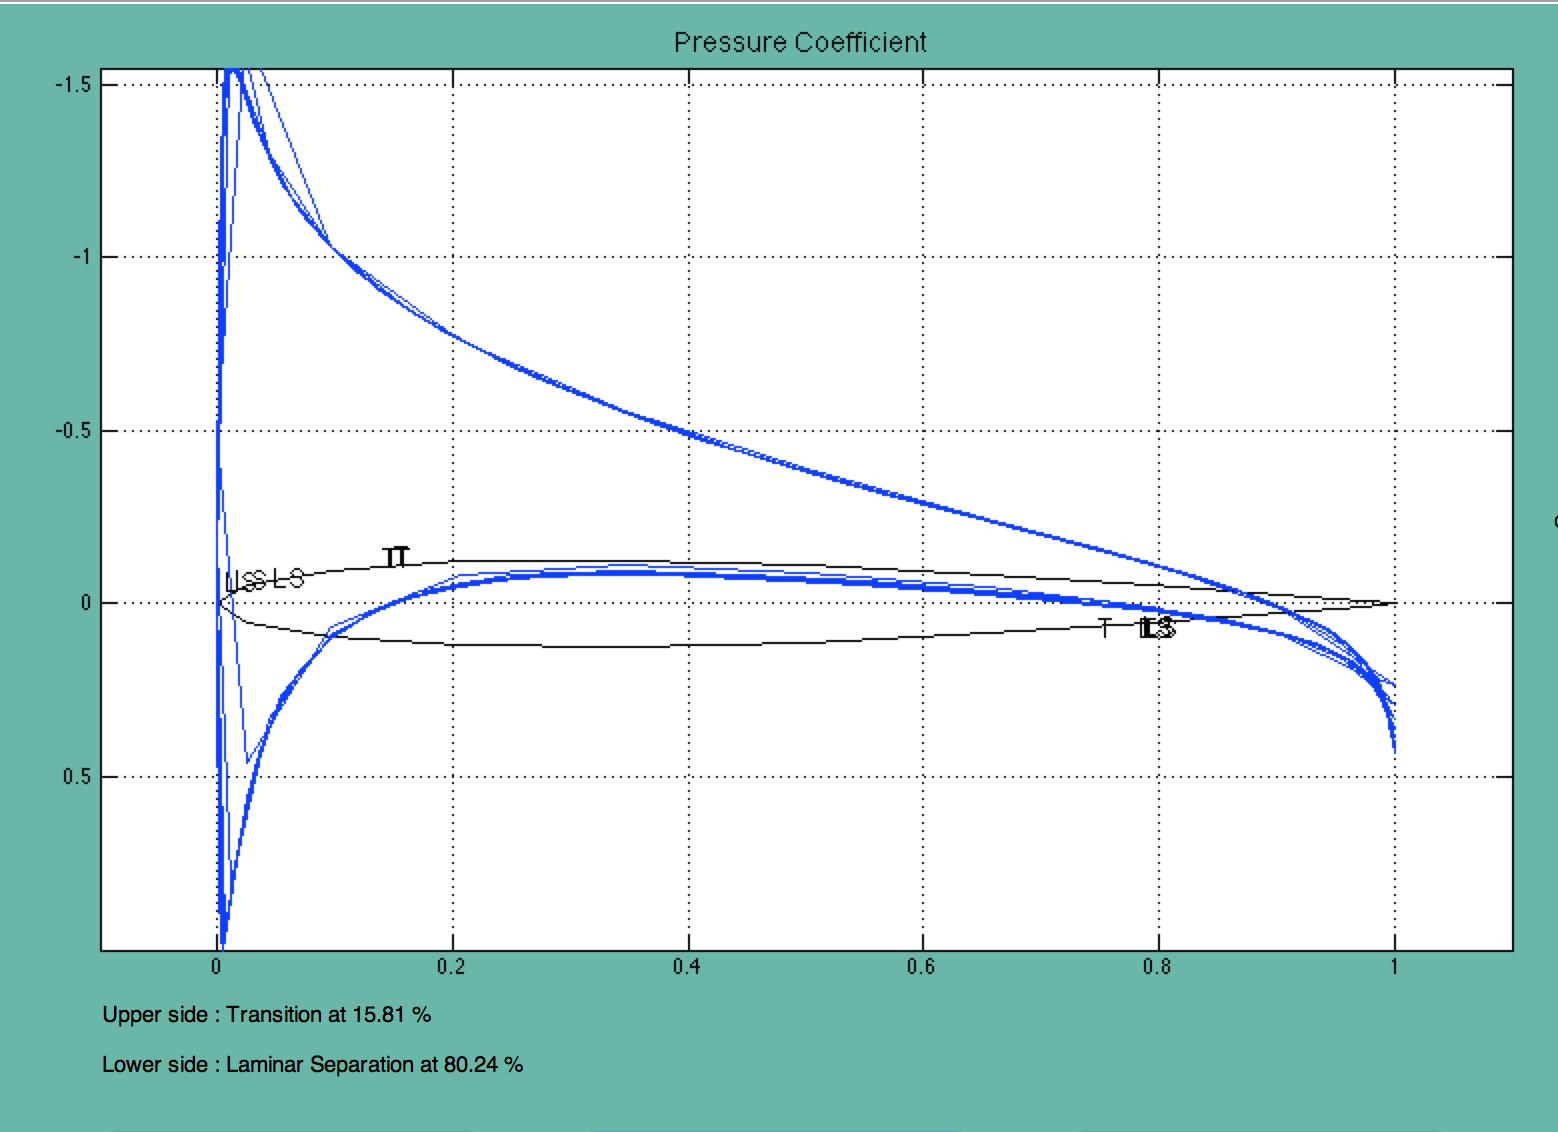 Pressure Coefficient
-1.5
-1
-0.5
0
0.5
TT
T
0 0.2 0.4 0.6 0.8 1
Upper side : Transition at 15.81 %
Lower side : Laminar Separation at 80.24 %